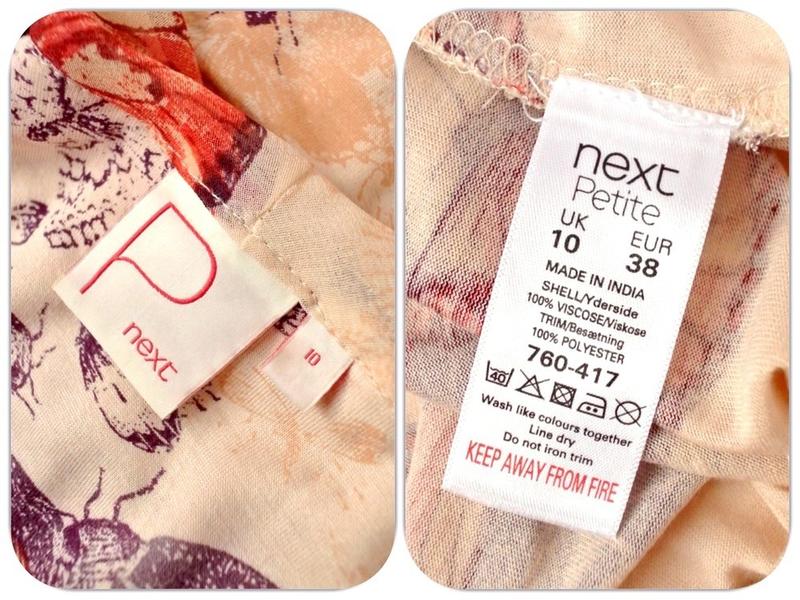 P
next
10
next
Petite
UK EUR
10 38
MADE IN INDIA
SHELL/Yderside
100% VISCOSE/Viskose
TRIM/Besætning
100% POLYESTER
760-417
40
Wash like colours together
Line dry
Do not iron trim
KEEP AWAY FROM FIRE